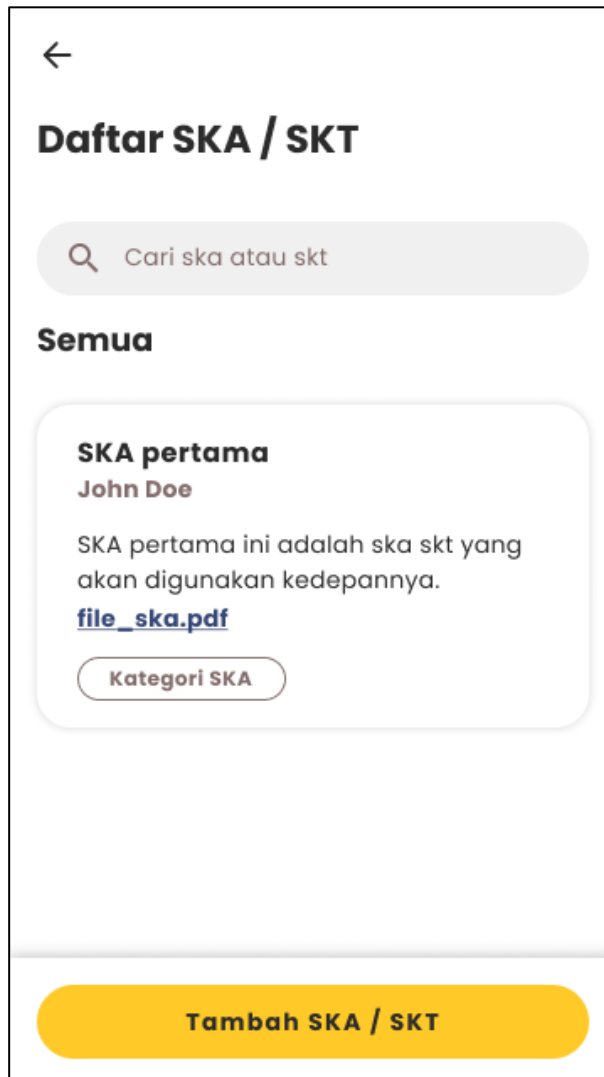 Daftar SKA / SKT
Cari ska atau skt
Semua
SKA pertama
John Doe
SKA pertama ini adalah ska skt yang
akan digunakan kedepannya.
file_ska.pdf
Kategori SKA
Tambah SKA / SKT